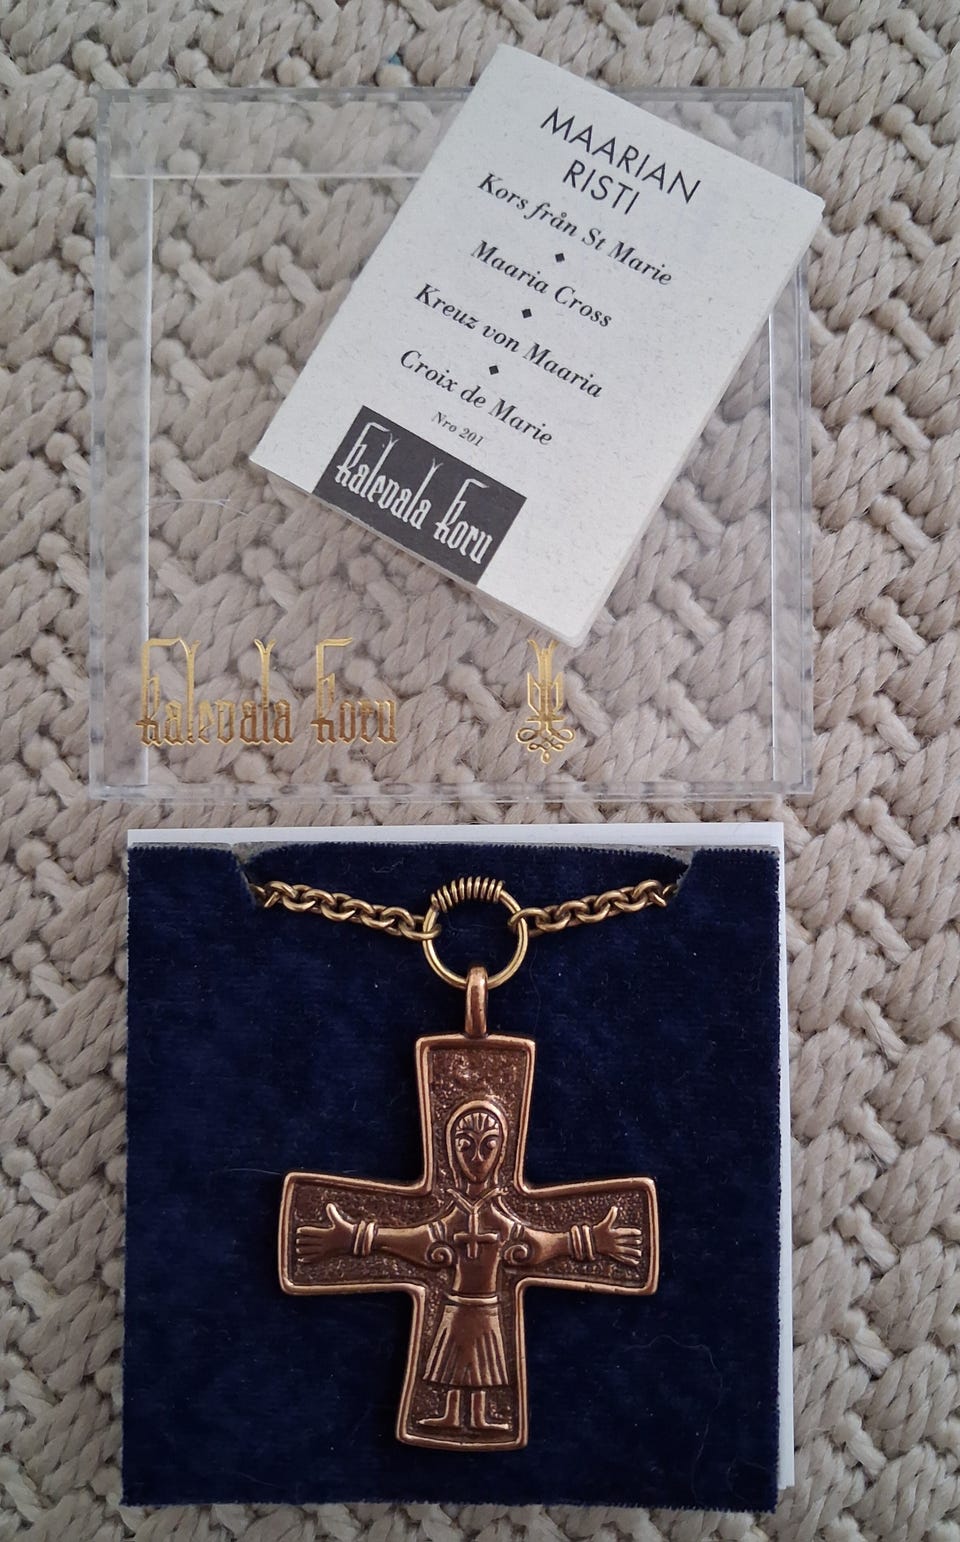 MAARIAN
RISTI
Kors från St Marie
Maaria Cross
Kreuz von Maaria
Croix de Marie
Nro 201
Kalevala Koru
Kalevala Koru